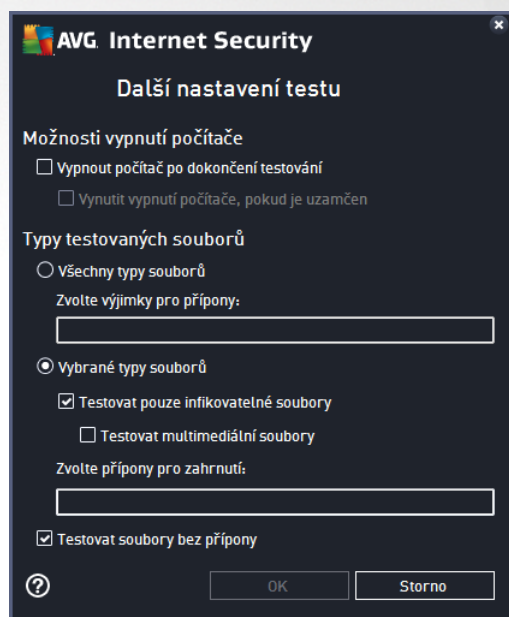 AVG Internet Security
Další nastavení testu
Možnosti vypnutí počítače
Vypnout počítač po dokončení testování
Vynutit vypnutí počítače, pokud je uzamčen
Typy testovaných souborů
Všechny typy souborů
Zvolte výjimky pro přípony:
Vybrané typy souborů
Testovat pouze infikovatelné soubory
Testovat multimediální soubory
Zvolte přípony pro zahrnutí:
Testovat soubory bez přípony
? OK Storno